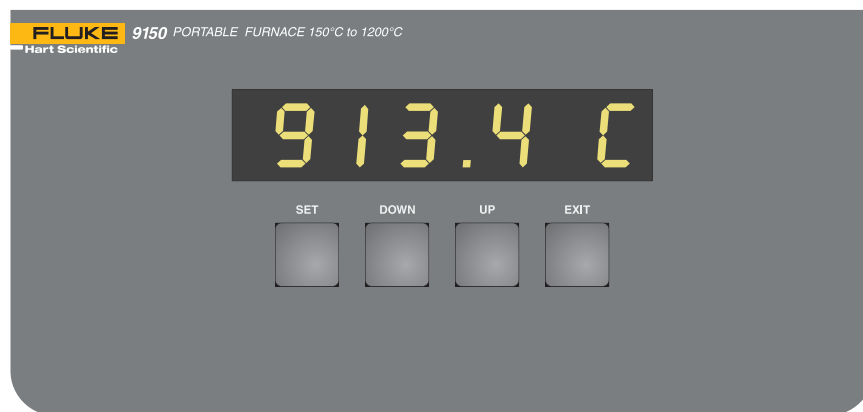 FLUKE 9150 PORTABLE FURNACE 150°C to 1200°C
Hart Scientific
913.4 C
SET DOWN UP EXIT